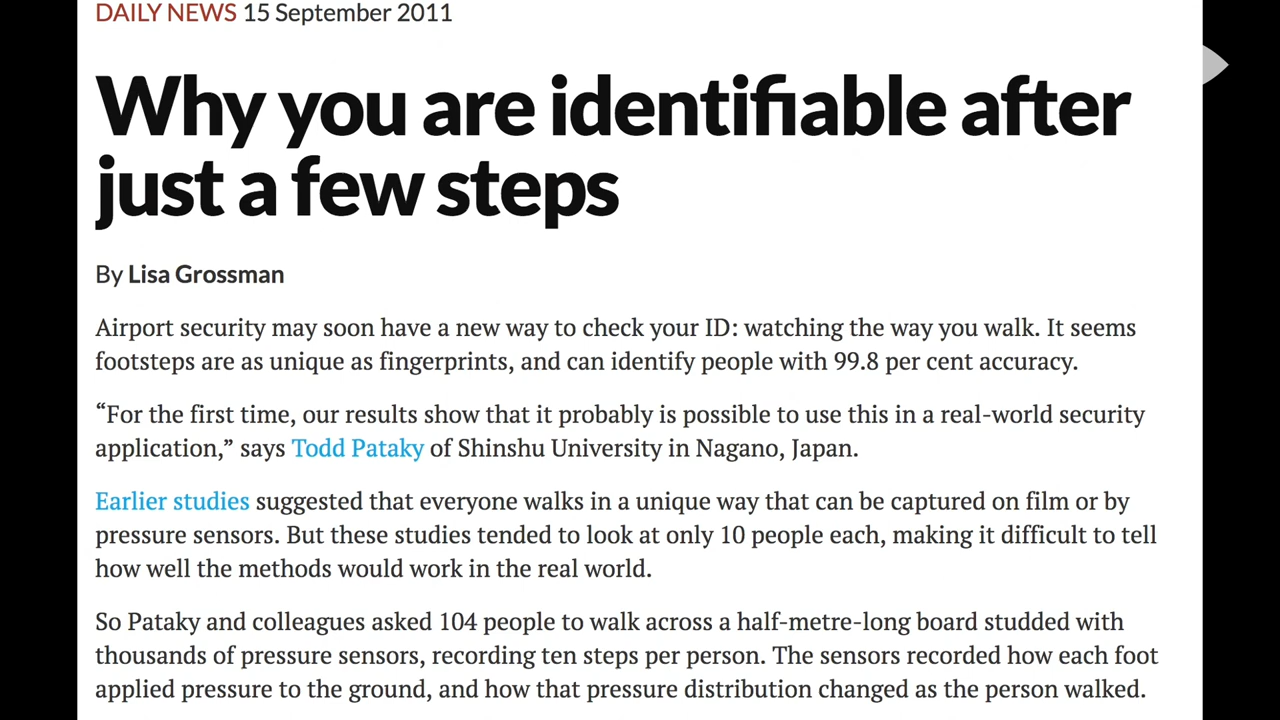 DAILY NEWS 15 September 2011
Why you are identifiable after
just a few steps
By Lisa Grossman
Airport security may soon have a new way to check your ID: watching the way you walk. It seems
footsteps are as unique as fingerprints, and can identify people with 99.8 per cent accuracy.
“For the first time, our results show that it probably is possible to use this in a real-world security
application,” says Todd Pataky of Shinshu University in Nagano, Japan.
Earlier studies suggested that everyone walks in a unique way that can be captured on film or by
pressure sensors. But these studies tended to look at only 10 people each, making it difficult to tell
how well the methods would work in the real world.
So Pataky and colleagues asked 104 people to walk across a half-metre-long board studded with
thousands of pressure sensors, recording ten steps per person. The sensors recorded how each foot
applied pressure to the ground, and how that pressure distribution changed as the person walked.